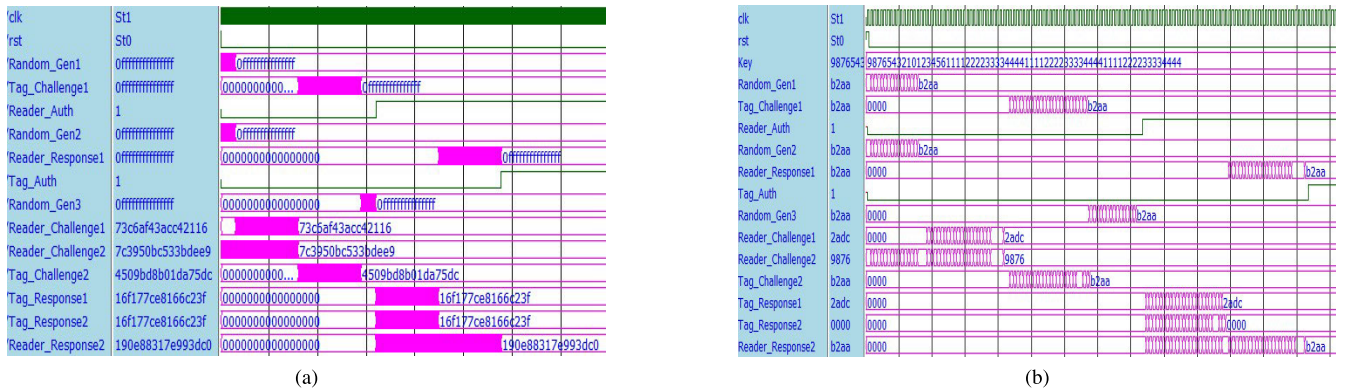 /clk St1
/rst St0
/Random_Gen1 0fffffffffffffff 0fffffffffffffff
/Tag_Challenge1 0fffffffffffffff 0000000000... 0fffffffffffffff
/Reader_Auth 1
/Random_Gen2 0fffffffffffffff 0fffffffffffffff
/Reader_Response1 0fffffffffffffff 0000000000000000 0fffffffffffffff
/Tag_Auth 1
/Random_Gen3 0fffffffffffffff 0000000000000000 0fffffffffffffff
/Reader_Challenge1 73c6af43acc42116 73c6af43acc42116
/Reader_Challenge2 7c3950bc533bdee9 7c3950bc533bdee9
/Tag_Challenge2 4509bd8b01da75dc 0000000000... 4509bd8b01da75dc
/Tag_Response1 16f177ce8166c23f 0000000000000000 16f177ce8166c23f
/Tag_Response2 16f177ce8166c23f 0000000000000000 16f177ce8166c23f
/Reader_Response2 190e88317e993dc0 0000000000000000 190e88317e993dc0
(a)
clk St1
rst St0
Key 9876543
Random_Gen1 b2aa b2aa
Tag_Challenge1 b2aa 0000 b2aa
Reader_Auth 1
Random_Gen2 b2aa b2aa
Reader_Response1 b2aa 0000 b2aa
Tag_Auth 1
Random_Gen3 b2aa 0000 b2aa
Reader_Challenge1 2adc 0000 2adc
Reader_Challenge2 9876 0000 9876
Tag_Challenge2 b2aa 0000 b2aa
Tag_Response1 2adc 0000 2adc
Tag_Response2 0000 0000 0000
Reader_Response2 b2aa 0000 b2aa
(b)